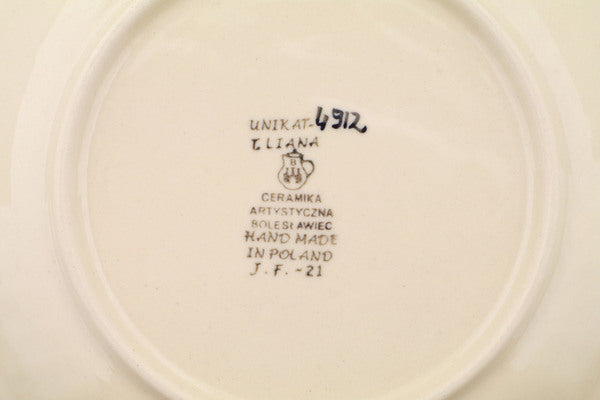 UNIKAT-4912
T. LIANA
B
CERAMIKA
ARTYSTYCZNA
BOLESŁAWIEC
HAND MADE
IN POLAND
J. F. - 21